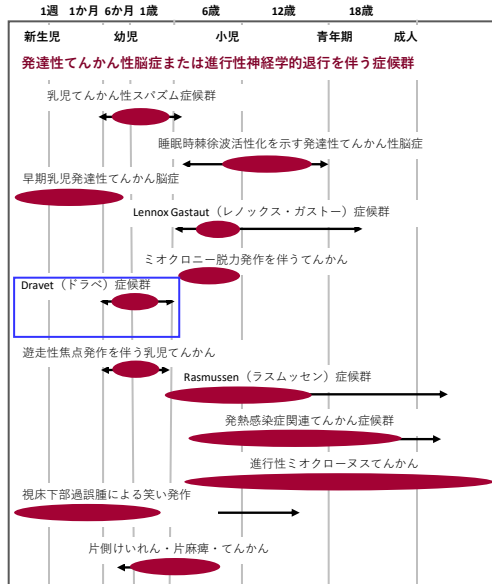 1週 1か月 6か月 1歳 6歳 12歳 18歳
新生児 幼児 小児 青年期 成人
発達性てんかん性脳症または進行性神経学的退行を伴う症候群
乳児てんかん性スパズム症候群
睡眠時棘徐波活性化を示す発達性てんかん性脳症
早期乳児発達性てんかん脳症
Lennox Gastaut（レノックス・ガストー）症候群
ミオクロニー脱力発作を伴うてんかん
Dravet（ドラベ）症候群
遊走性焦点発作を伴う乳児てんかん
Rasmussen（ラスムッセン）症候群
発熱感染症関連てんかん症候群
進行性ミオクローヌスてんかん
視床下部過誤腫による笑い発作
片側けいれん・片麻痺・てんかん